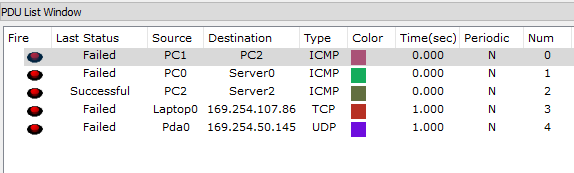 PDU List Window
Fire Last Status Source Destination Type Color Time(sec) Periodic Num
Failed PC1 PC2 ICMP 0.000 N 0
Failed PC0 Server0 ICMP 0.000 N 1
Successful PC2 Server2 ICMP 0.000 N 2
Failed Laptop0 169.254.107.86 TCP 1.000 N 3
Failed Pda0 169.254.50.145 UDP 1.000 N 4